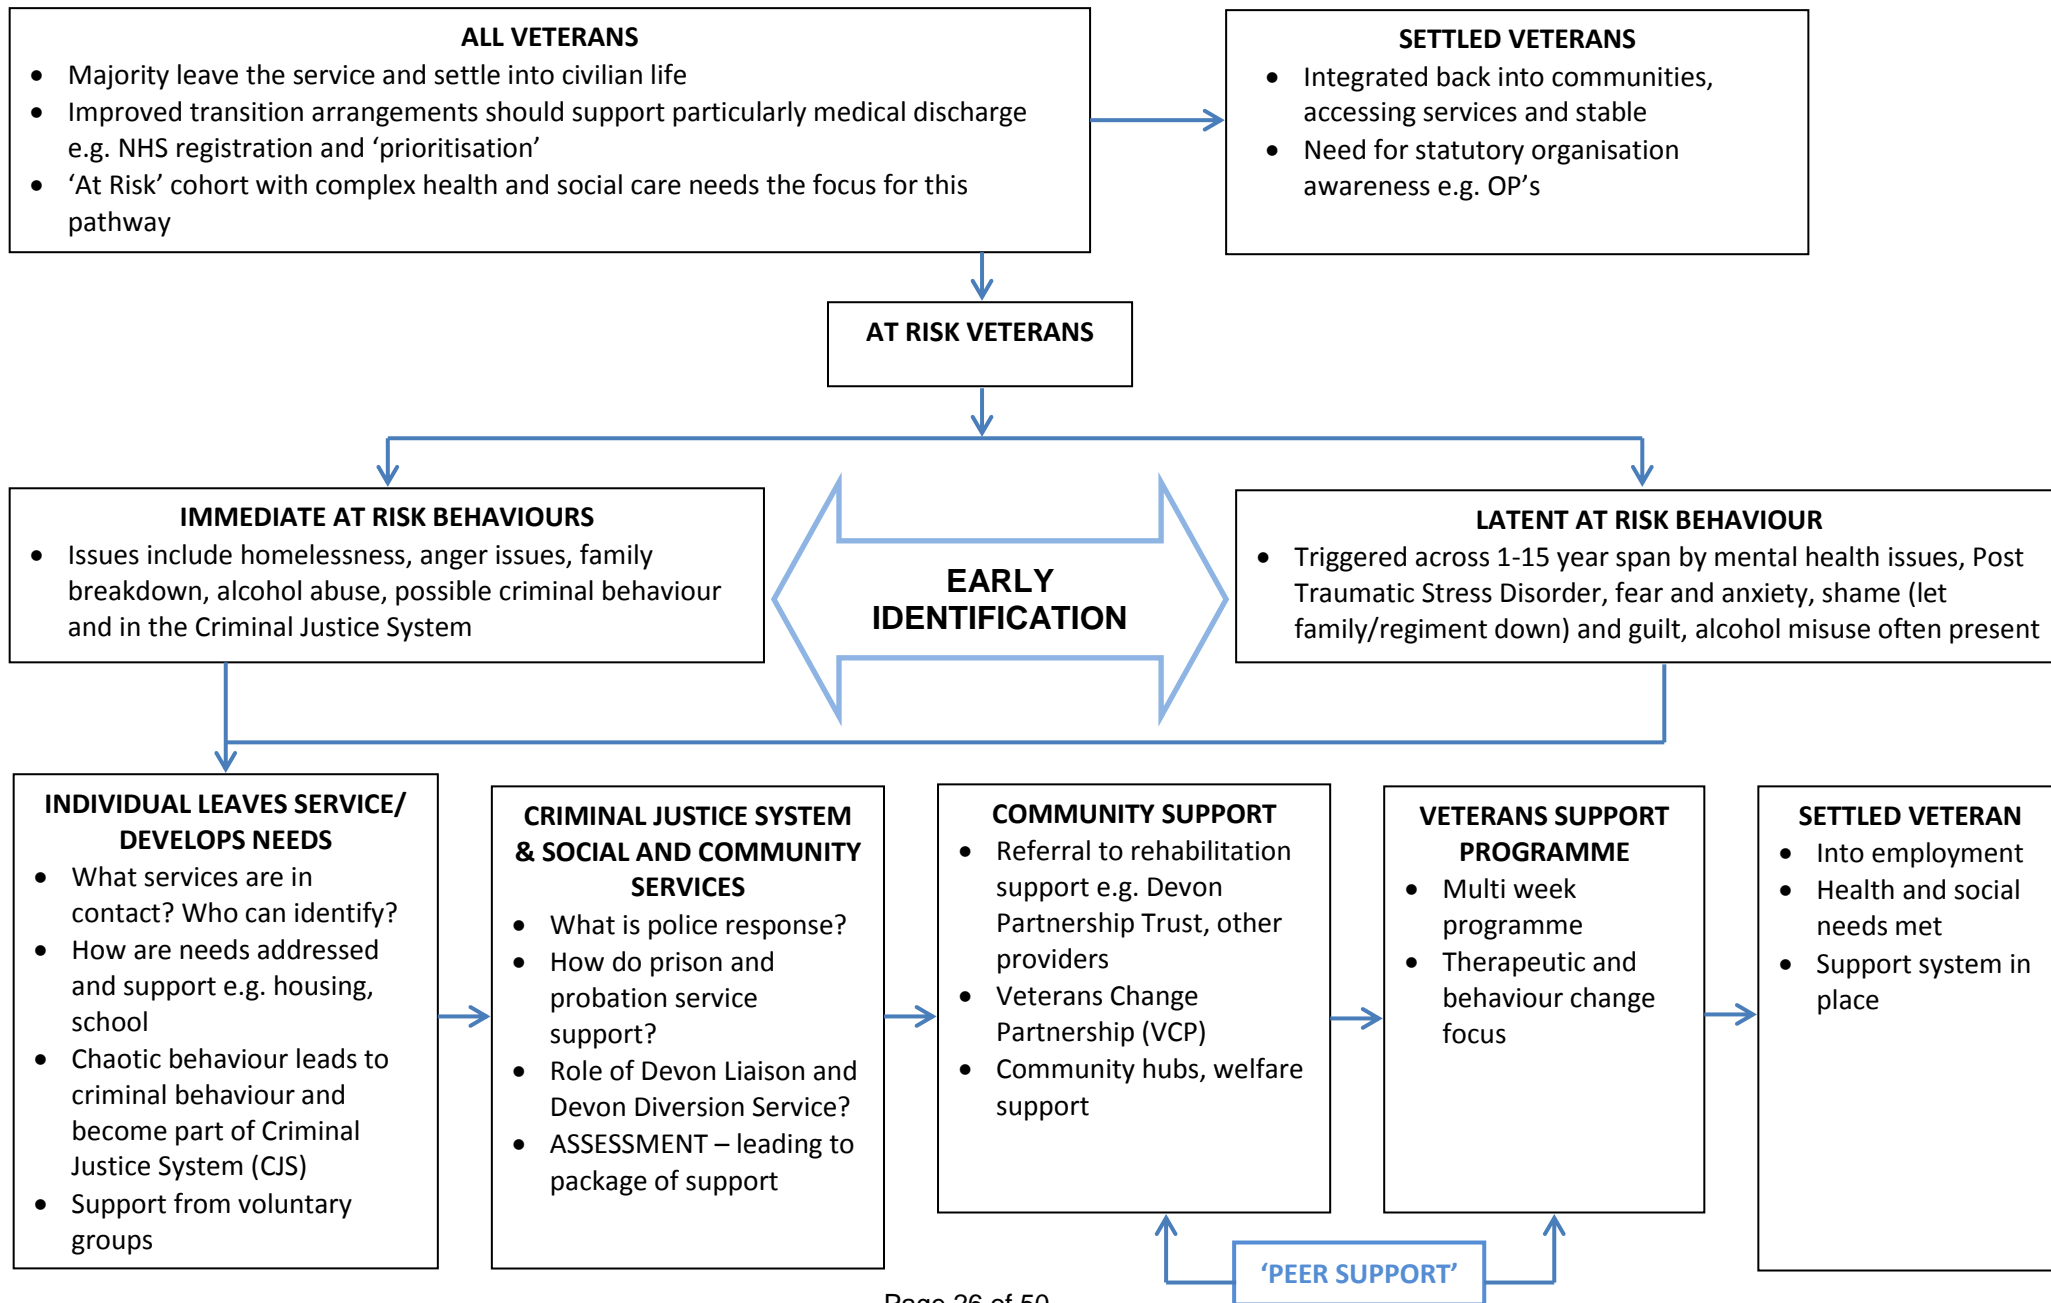 ALL VETERANS
• Majority leave the service and settle into civilian life
• Improved transition arrangements should support particularly medical discharge
e.g. NHS registration and ‘prioritisation’
• ‘At Risk’ cohort with complex health and social care needs the focus for this
pathway
SETTLED VETERANS
• Integrated back into communities,
accessing services and stable
• Need for statutory organisation
awareness e.g. OP’s
AT RISK VETERANS
IMMEDIATE AT RISK BEHAVIOURS
• Issues include homelessness, anger issues, family
breakdown, alcohol abuse, possible criminal behaviour
and in the Criminal Justice System
EARLY
IDENTIFICATION
LATENT AT RISK BEHAVIOUR
• Triggered across 1-15 year span by mental health issues, Post
Traumatic Stress Disorder, fear and anxiety, shame (let
family/regiment down) and guilt, alcohol misuse often present
INDIVIDUAL LEAVES SERVICE/
DEVELOPS NEEDS
• What services are in
contact? Who can identify?
• How are needs addressed
and support e.g. housing,
school
• Chaotic behaviour leads to
criminal behaviour and
become part of Criminal
Justice System (CJS)
• Support from voluntary
groups
CRIMINAL JUSTICE SYSTEM
& SOCIAL AND COMMUNITY
SERVICES
• What is police response?
• How do prison and
probation service
support?
• Role of Devon Liaison and
Devon Diversion Service?
• ASSESSMENT – leading to
package of support
COMMUNITY SUPPORT
• Referral to rehabilitation
support e.g. Devon
Partnership Trust, other
providers
• Veterans Change
Partnership (VCP)
• Community hubs, welfare
support
VETERANS SUPPORT
PROGRAMME
• Multi week
programme
• Therapeutic and
behaviour change
focus
SETTLED VETERAN
• Into employment
• Health and social
needs met
• Support system in
place
‘PEER SUPPORT’
Page 26 of 50